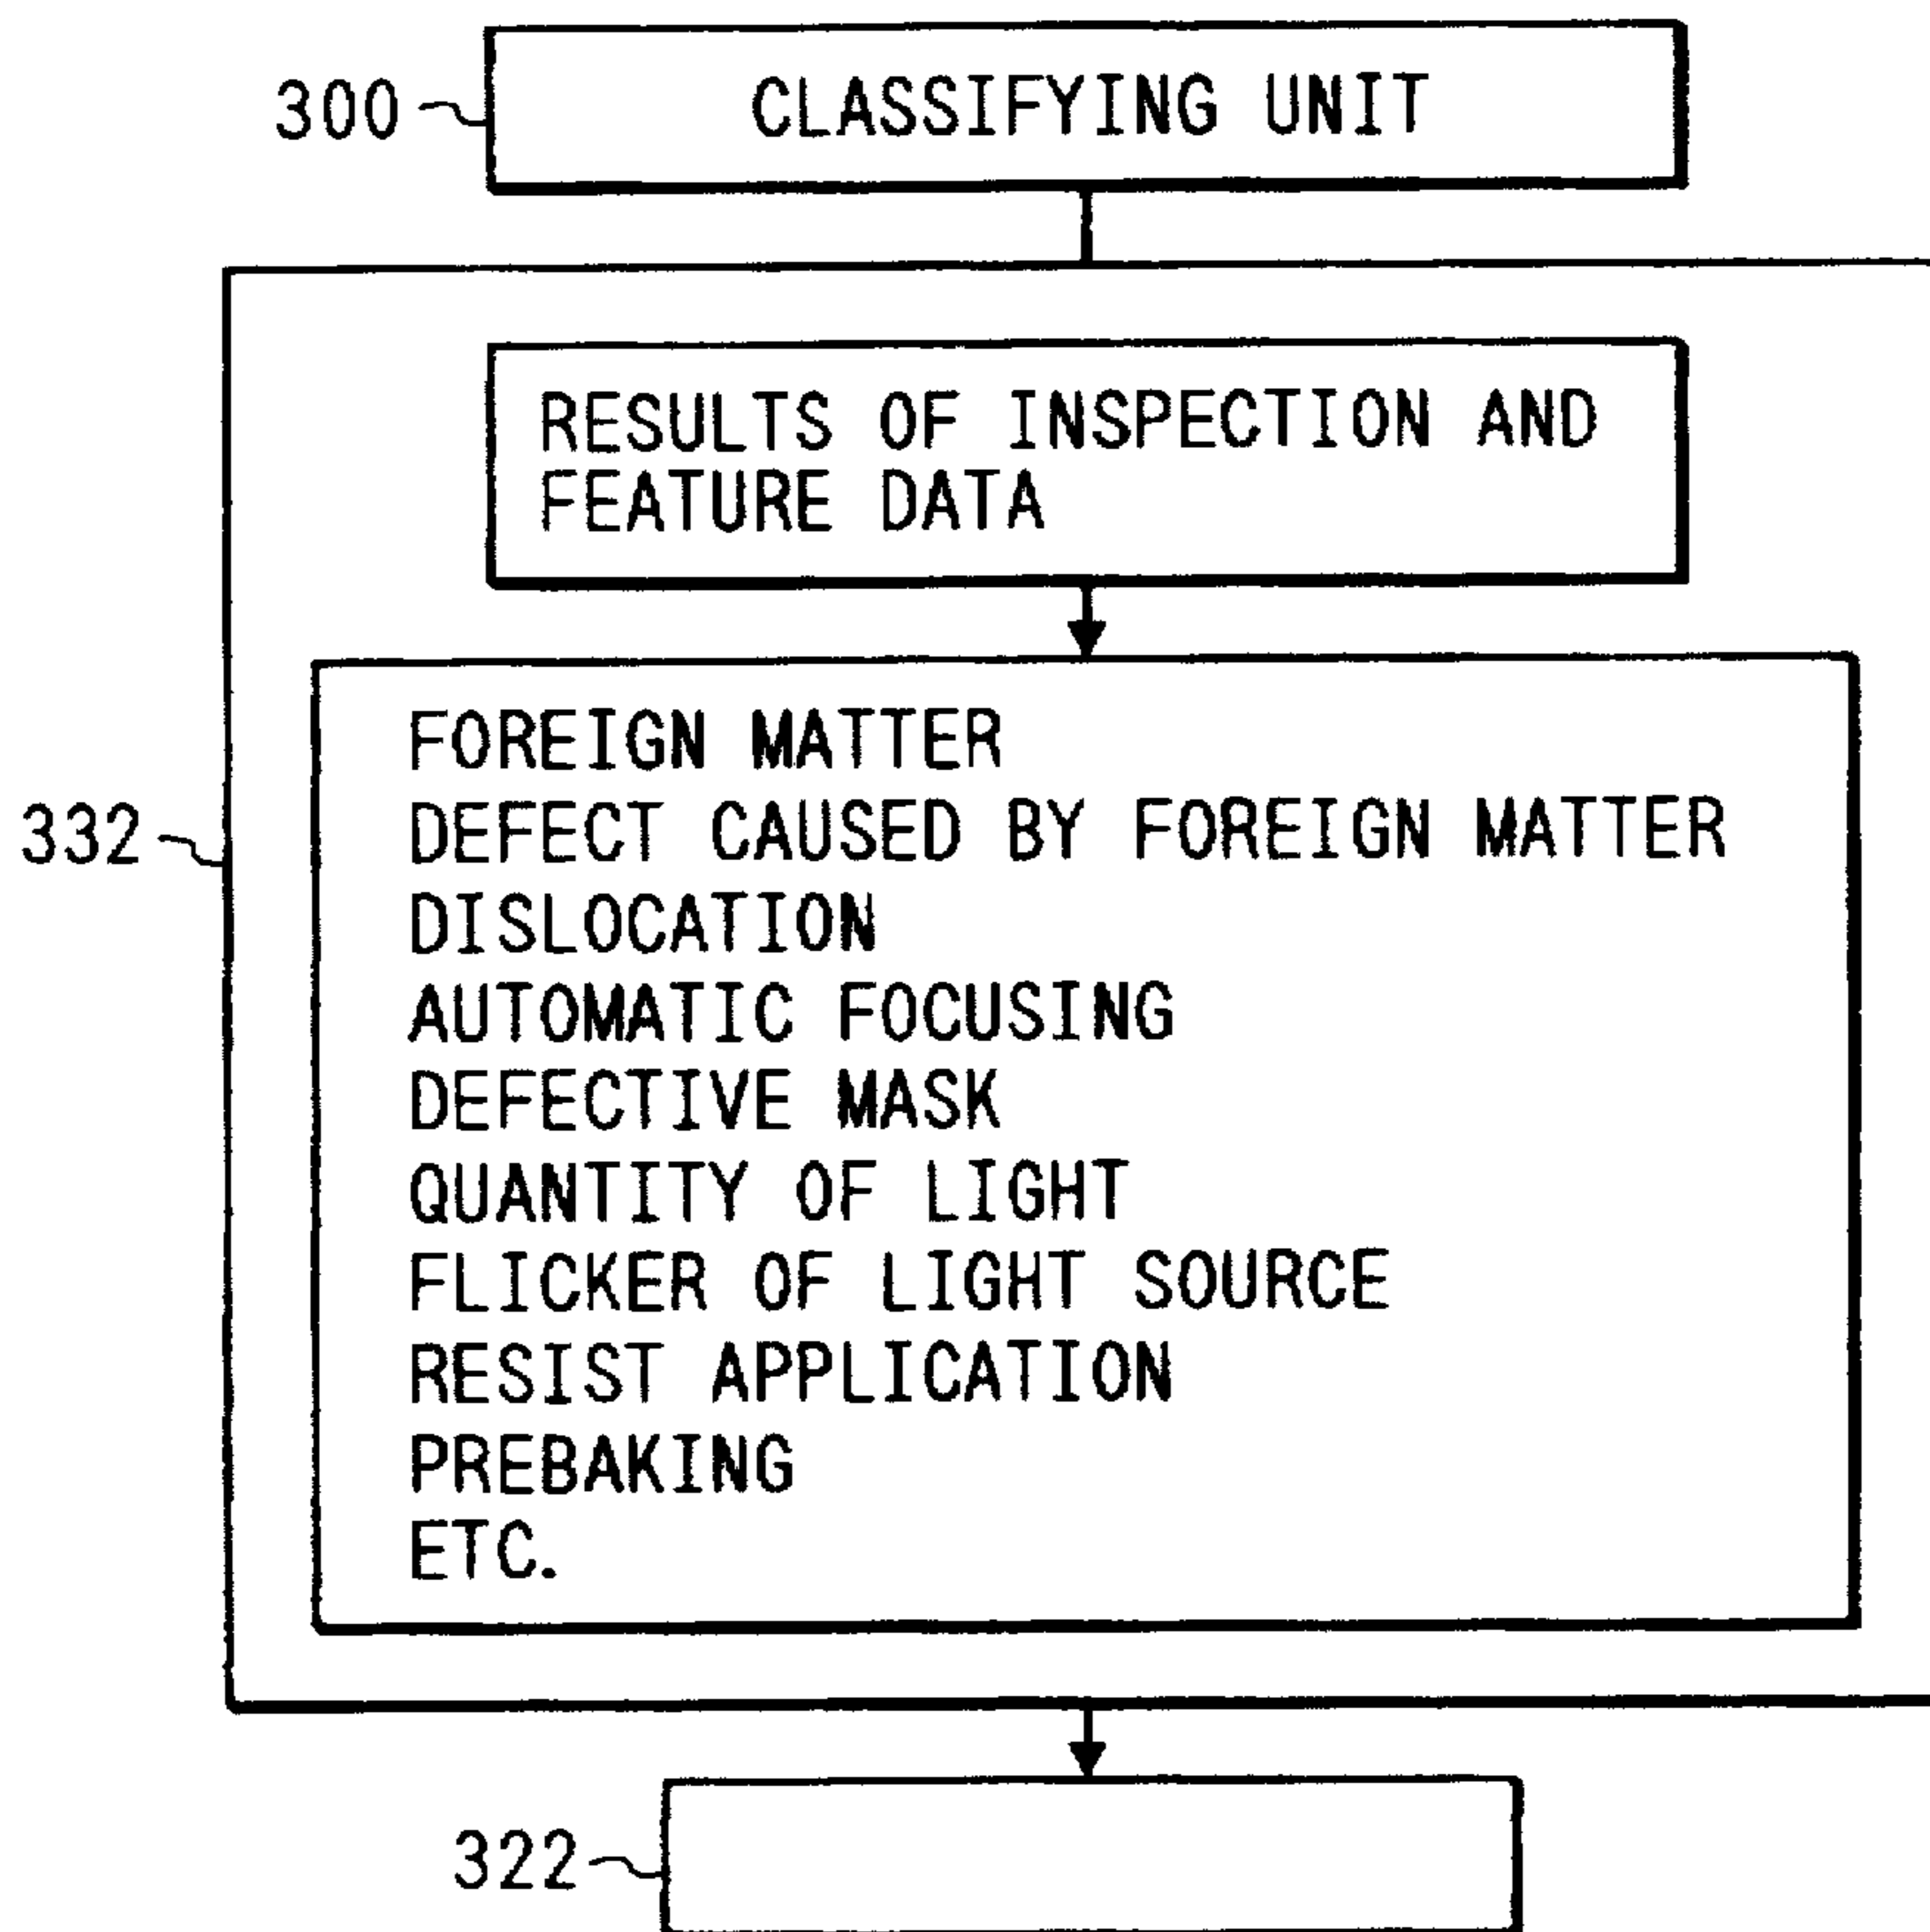 300
CLASSIFYING UNIT
RESULTS OF INSPECTION AND
FEATURE DATA
332
FOREIGN MATTER
DEFECT CAUSED BY FOREIGN MATTER
DISLOCATION
AUTOMATIC FOCUSING
DEFECTIVE MASK
QUANTITY OF LIGHT
FLICKER OF LIGHT SOURCE
RESIST APPLICATION
PREBAKING
ETC.
322